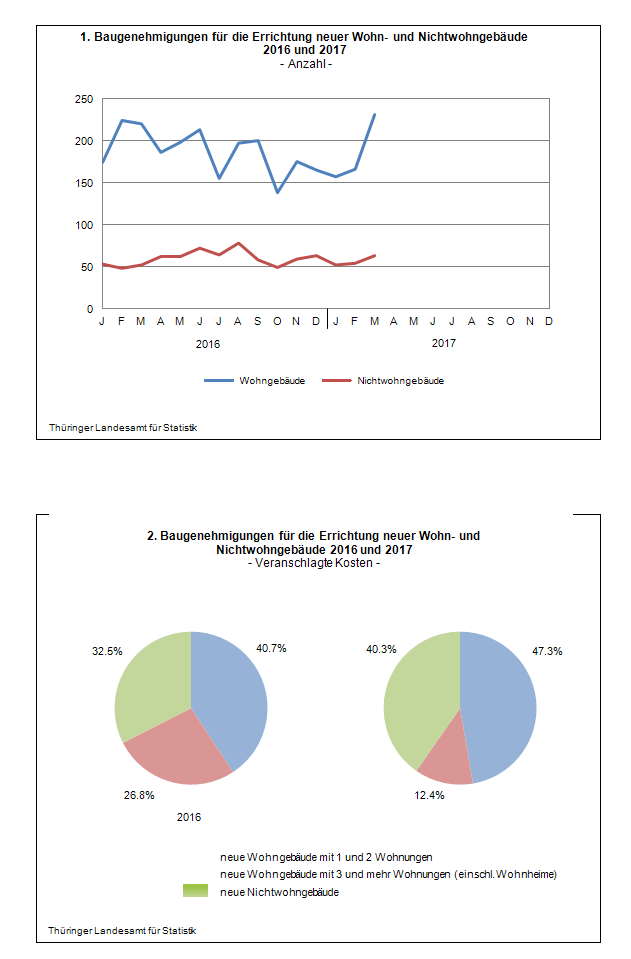 1. Baugenehmigungen für die Errichtung neuer Wohn- und Nichtwohngebäude
2016 und 2017
- Anzahl -
250
200
150
100
50
0
J F M A M J J A S O N D J F M A M J J A S O N D
2016 2017
Wohngebäude Nichtwohngebäude
Thüringer Landesamt für Statistik
2. Baugenehmigungen für die Errichtung neuer Wohn- und
Nichtwohngebäude 2016 und 2017
- Veranschlagte Kosten -
32.5% 40.7% 40.3% 47.3%
26.8% 12.4%
2016
neue Wohngebäude mit 1 und 2 Wohnungen
neue Wohngebäude mit 3 und mehr Wohnungen (einschl. Wohnheime)
neue Nichtwohngebäude
Thüringer Landesamt für Statistik